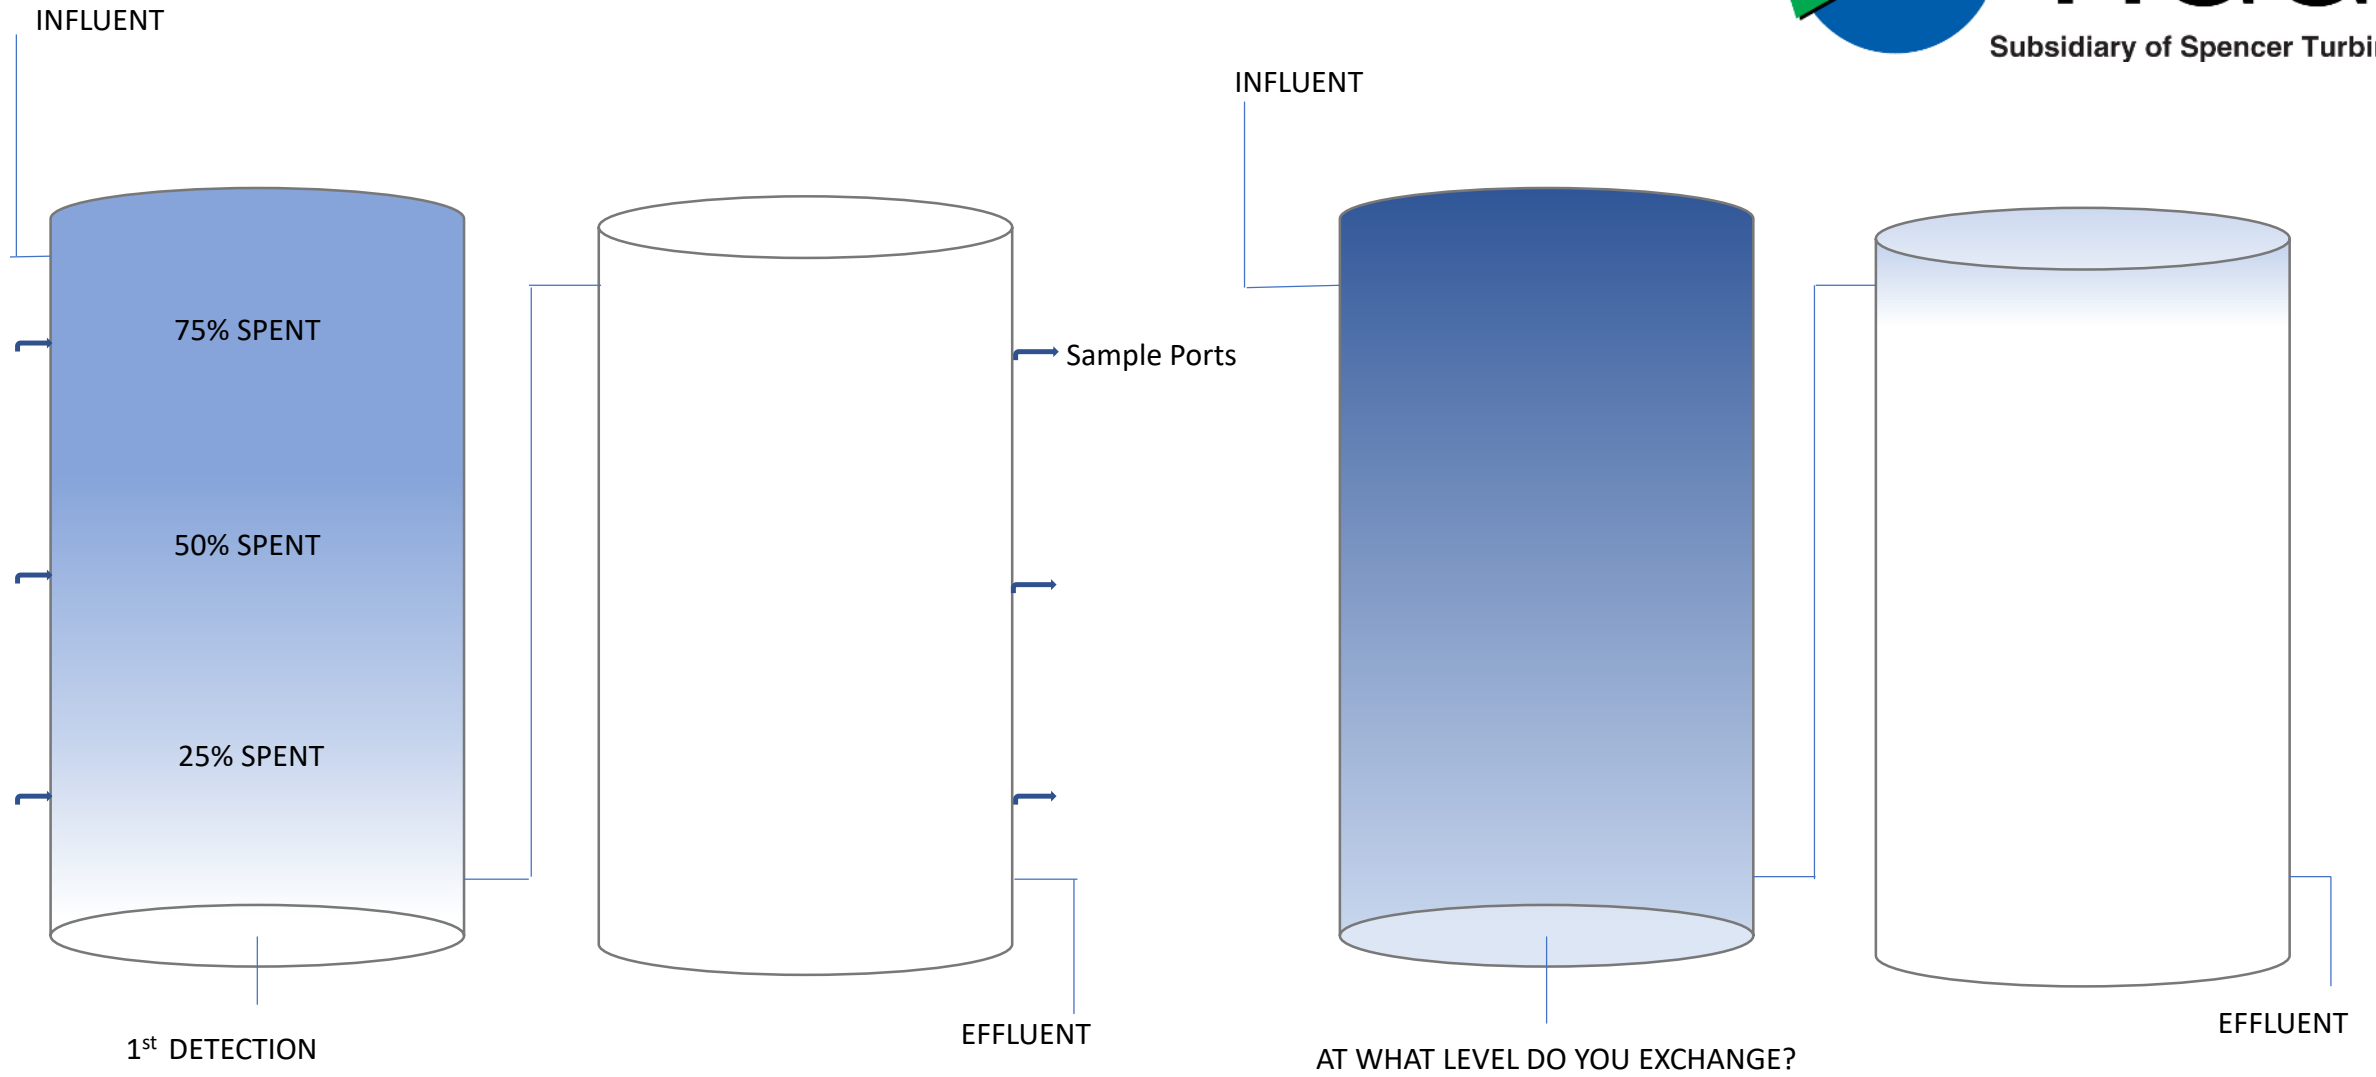 INFLUENT
Subsidiary of Spencer
INFLUENT
75% SPENT
Sample Ports
50% SPENT
25% SPENT
1st DETECTION
EFFLUENT
AT WHAT LEVEL DO YOU EXCHANGE?
EFFLUENT